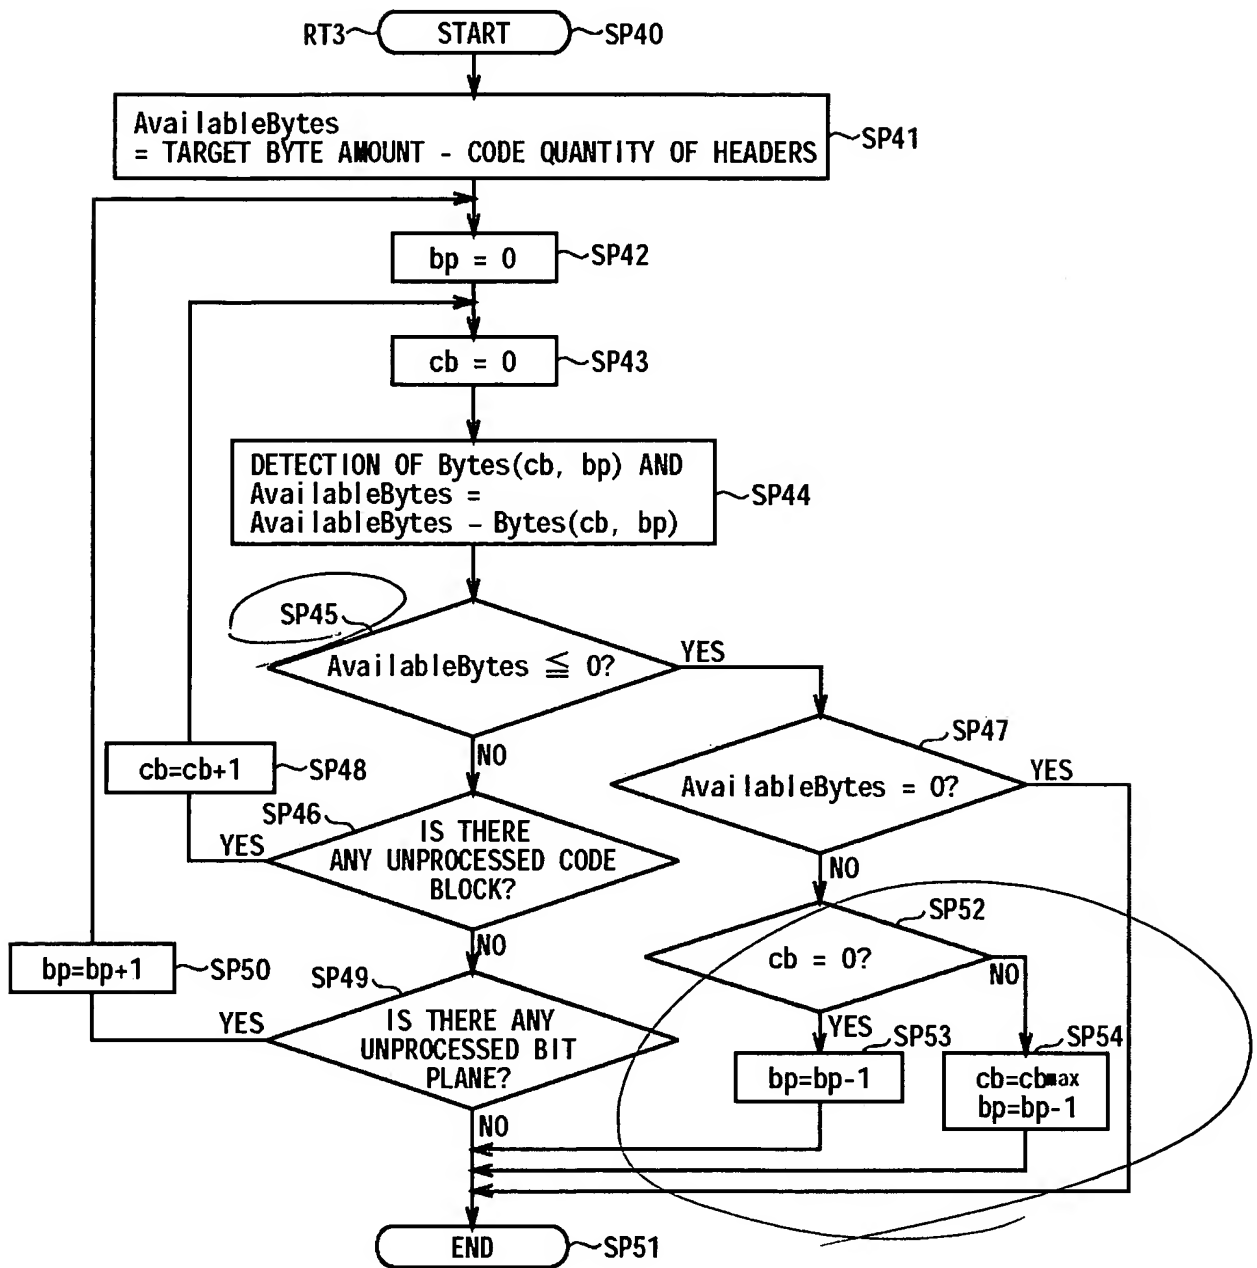 RT3 START SP40
AvailableBytes
= TARGET BYTE AMOUNT - CODE QUANTITY OF HEADERS
SP41
bp = 0 SP42
cb = 0 SP43
DETECTION OF Bytes(cb, bp) AND
AvailableBytes =
AvailableBytes - Bytes(cb, bp)
SP44
SP45
AvailableBytes ≦ 0?
YES
NO
SP47
AvailableBytes = 0?
YES
NO
cb=cb+1 SP48
SP46
IS THERE
ANY UNPROCESSED CODE
BLOCK?
YES
NO
SP52
cb = 0?
NO
YES
bp=bp+1 SP50
SP49
IS THERE ANY
UNPROCESSED BIT
PLANE?
YES
NO
SP53
bp=bp-1
SP54
cb=cbmax
bp=bp-1
END SP51